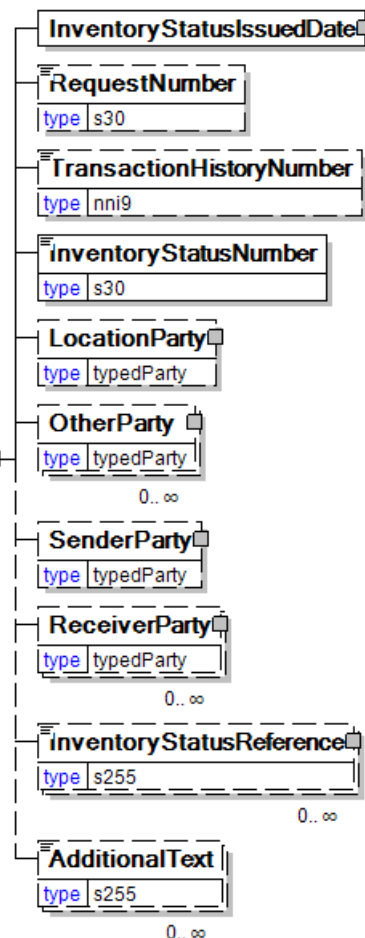 InventoryStatusIssuedDate
RequestNumber
type s30
TransactionHistoryNumber
type nni9
InventoryStatusNumber
type s30
LocationParty
type typedParty
OtherParty
type typedParty
0.. ∞
SenderParty
type typedParty
ReceiverParty
type typedParty
0.. ∞
InventoryStatusReference
type s255
0.. ∞
AdditionalText
type s255
0.. ∞